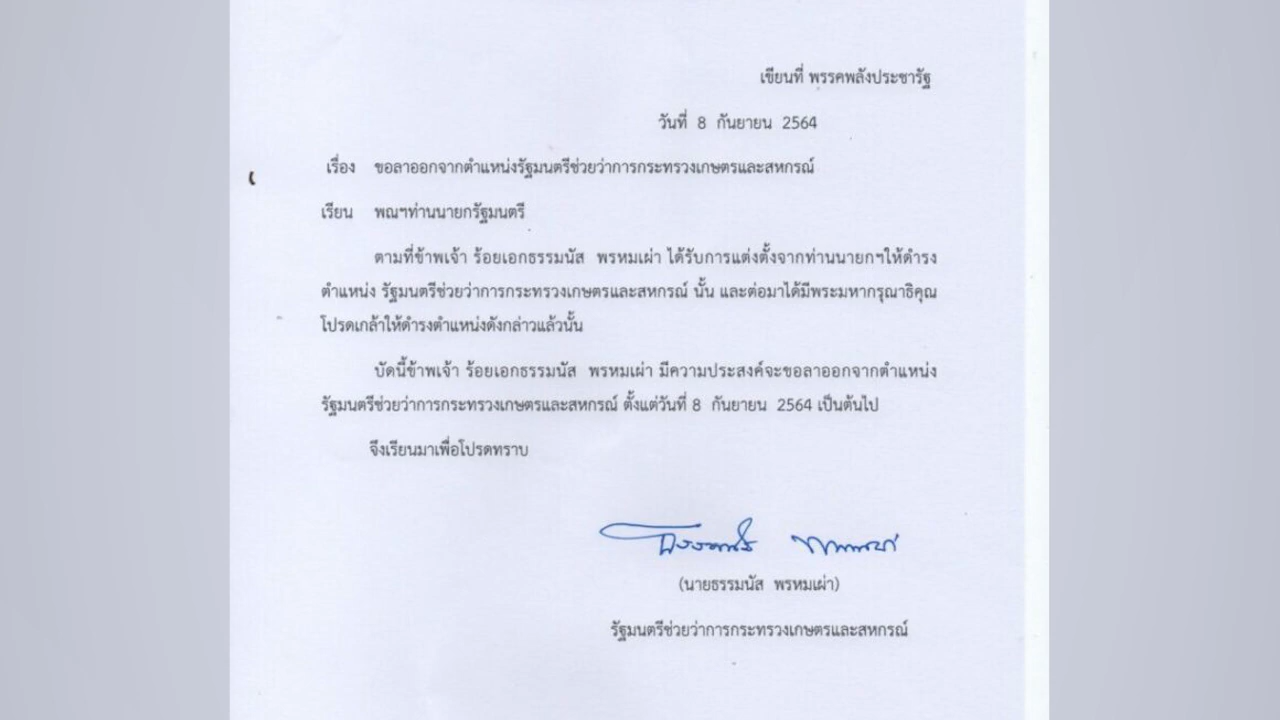 เขียนที่ พรรคพลังประชารัฐ
วันที่ 8 กันยายน 2564
เรื่อง ขอลาออกจากตำแหน่งรัฐมนตรีช่วยว่าการกระทรวงเกษตรและสหกรณ์
เรียน พณฯท่านนายกรัฐมนตรี
ตามที่ข้าพเจ้า ร้อยเอกธรรมนัส พรหมเผ่า ได้รับการแต่งตั้งจากท่านนายกฯให้ดำรง
ตำแหน่ง รัฐมนตรีช่วยว่าการกระทรวงเกษตรและสหกรณ์ นั้น และต่อมาได้มีพระมหากรุณาธิคุณ
โปรดเกล้าให้ดำรงตำแหน่งดังกล่าวแล้วนั้น
บัดนี้ข้าพเจ้า ร้อยเอกธรรมนัส พรหมเผ่า มีความประสงค์จะขอลาออกจากตำแหน่ง
รัฐมนตรีช่วยว่าการกระทรวงเกษตรและสหกรณ์ ตั้งแต่วันที่ 8 กันยายน 2564 เป็นต้นไป
จึงเรียนมาเพื่อโปรดทราบ
(นายธรรมนัส พรหมเผ่า)
รัฐมนตรีช่วยว่าการกระทรวงเกษตรและสหกรณ์